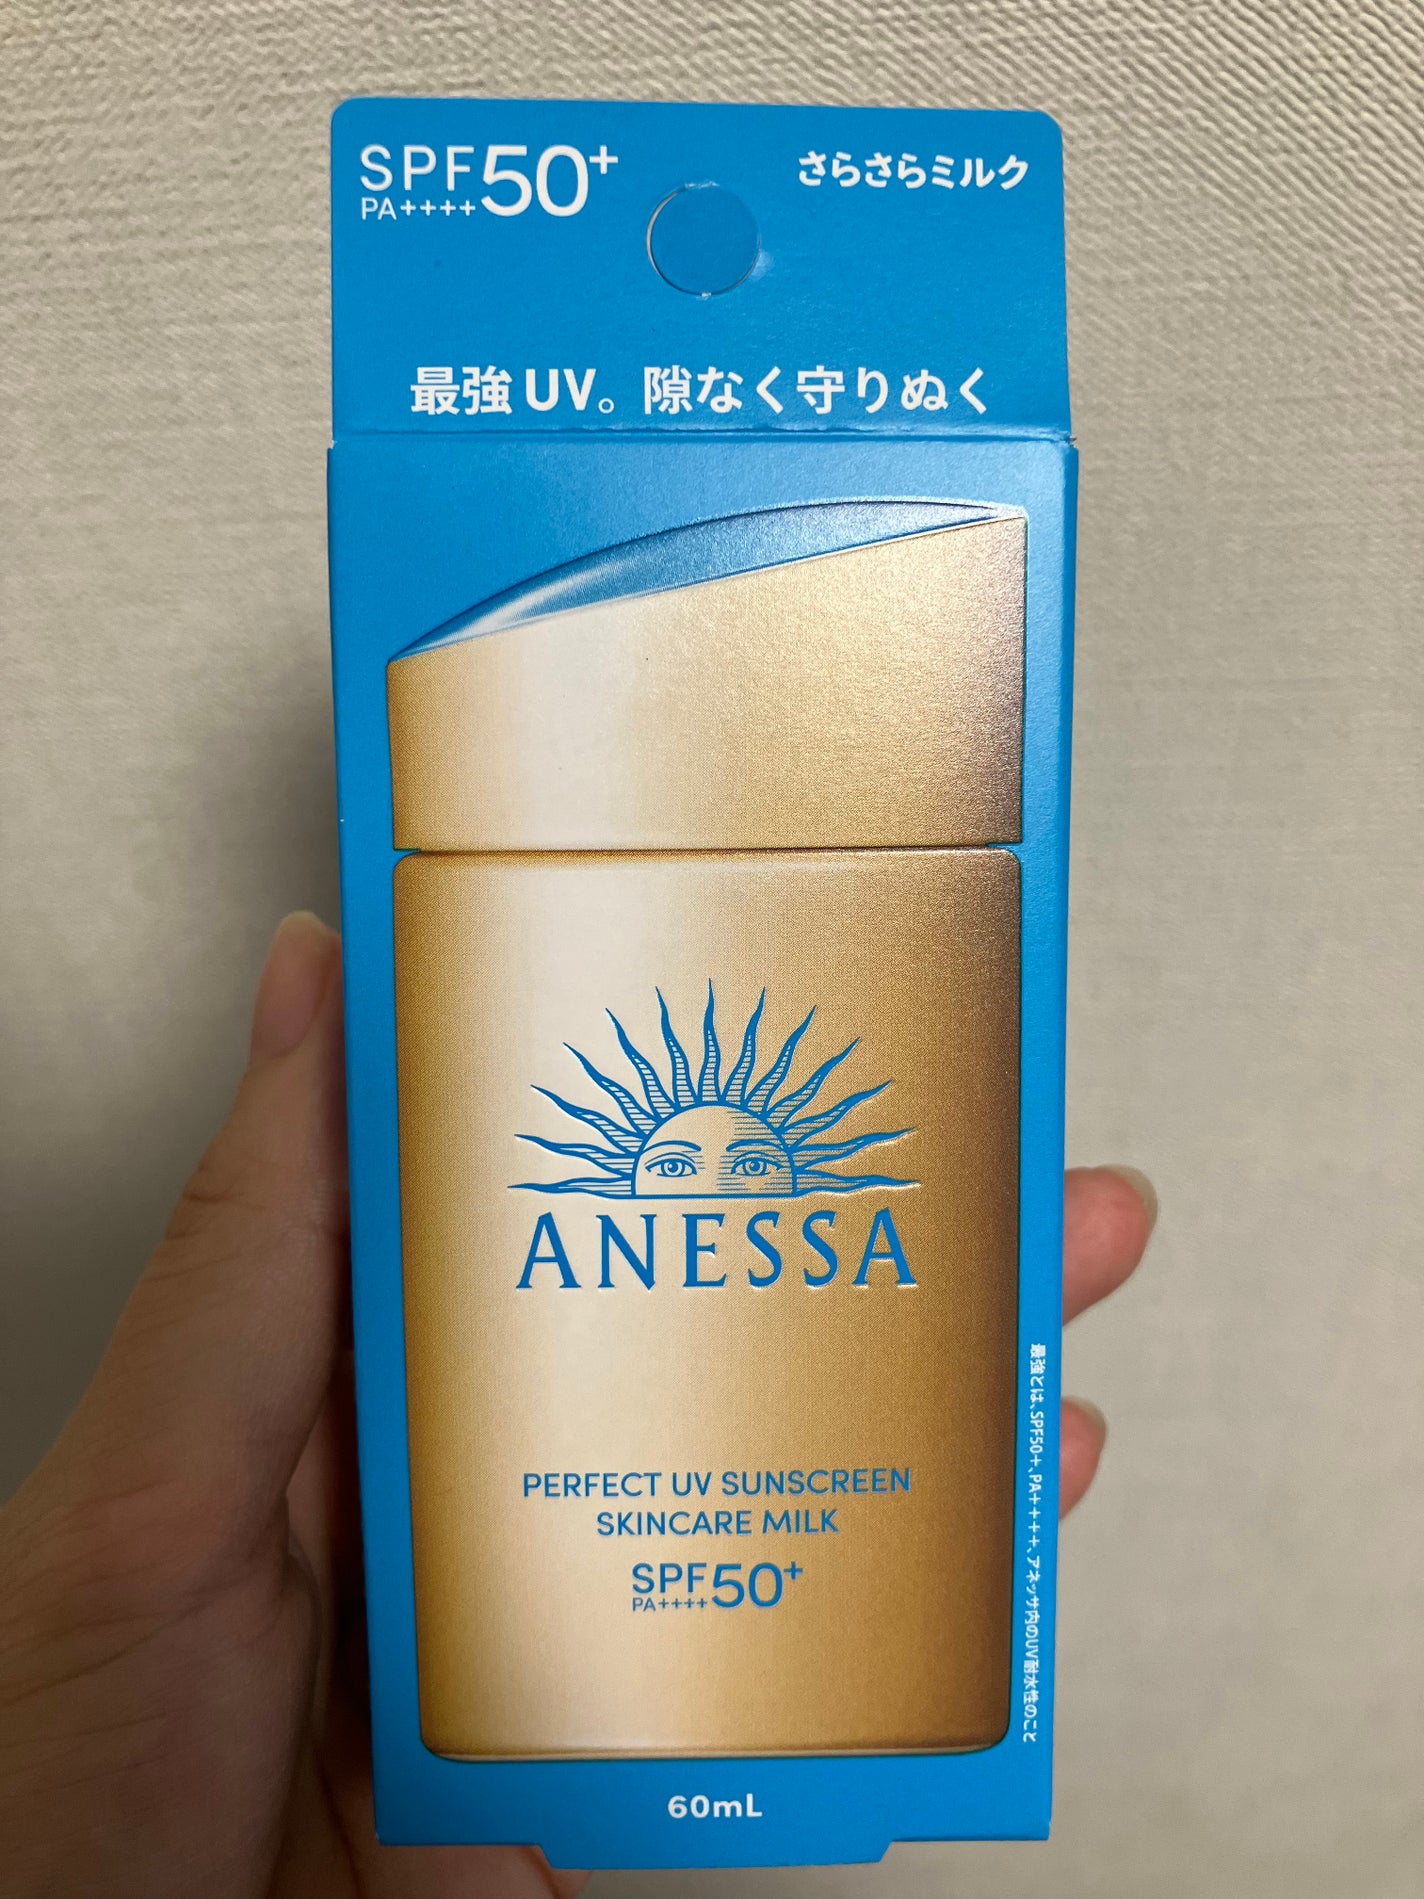 SPF50+
PA++++
さらさらミルク
最強UV。隙なく守りぬく
ANESSA
PERFECT UV SUNSCREEN
SKINCARE MILK
SPF50+
PA++++
最強とは、SPF50+、PA++++、アネッサ内のUV耐水性のこと
60mL